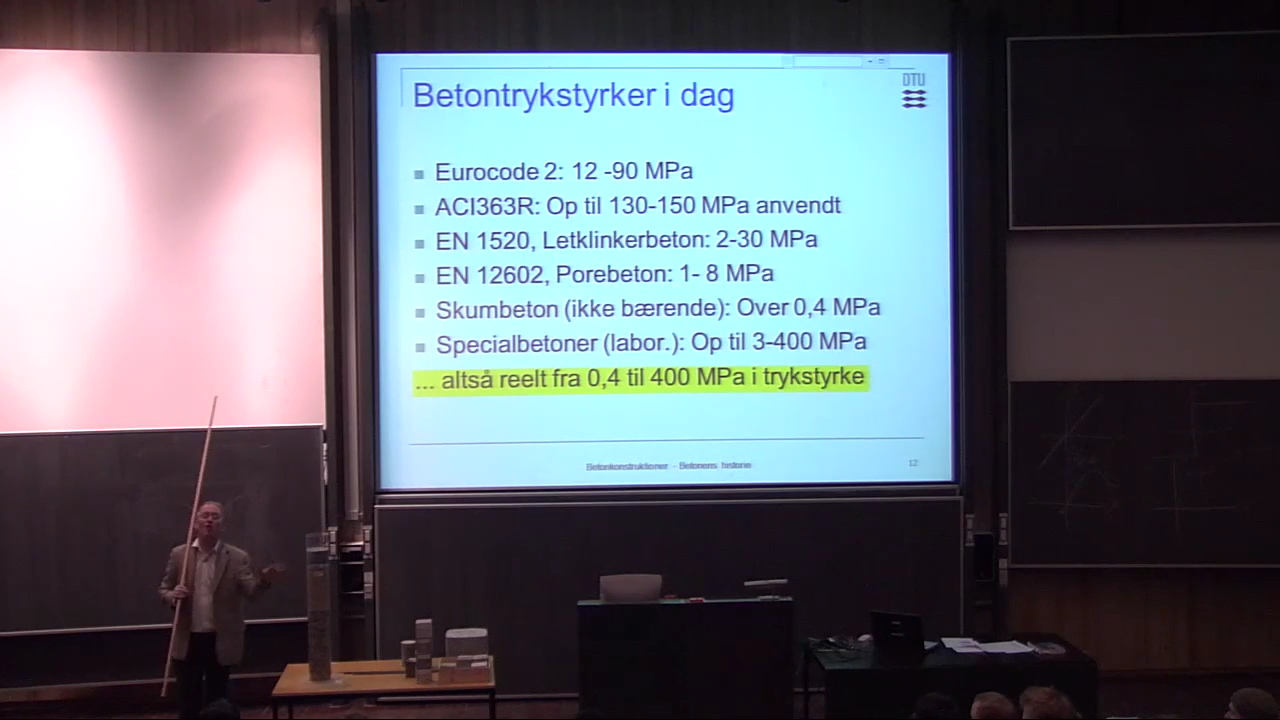 Betontrykstyrker i dag
DTU
Eurocode 2: 12 -90 MPa
ACI363R: Op til 130-150 MPa anvendt
EN 1520, Letklinkerbeton: 2-30 MPa
EN 12602, Porebeton: 1- 8 MPa
Skumbeton (ikke bærende): Over 0,4 MPa
Specialbetoner (labor.): Op til 3-400 MPa
... altså reelt fra 0,4 til 400 MPa i trykstyrke
Betonkonstruktioner - Betonens historie
12